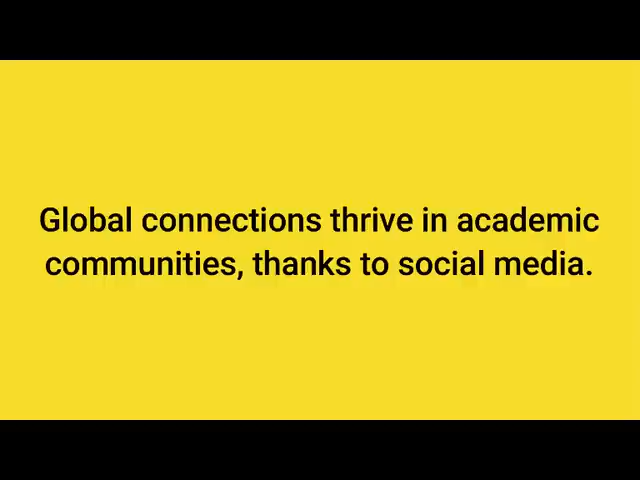 Global connections thrive in academic
communities, thanks to social media.